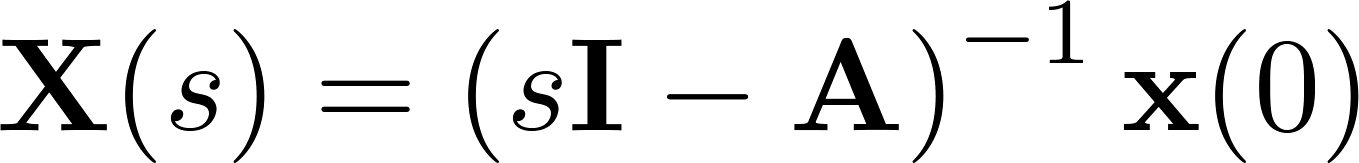 𝐗(s) = (s𝐈 − 𝐀)⁻¹ 𝐱(0)